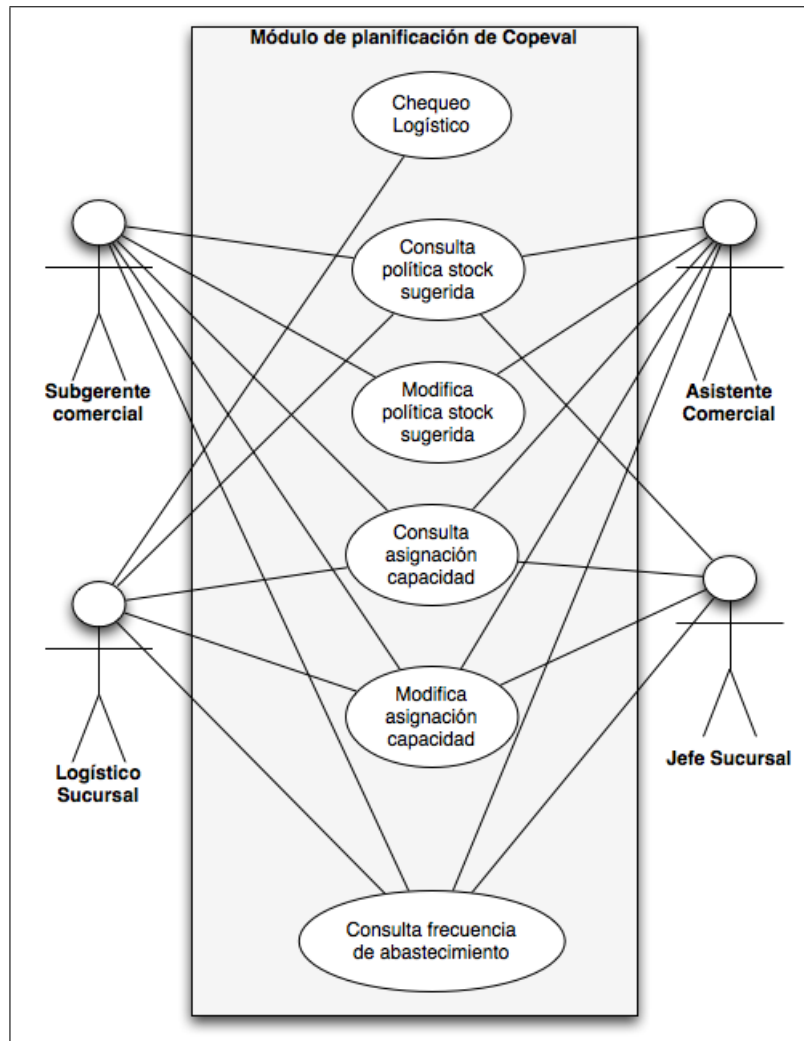 Módulo de planificación de Copeval
Chequeo
Logístico
Consulta
política stock
sugerida
Subgerente
comercial
Modifica
política stock
sugerida
Asistente
Comercial
Consulta
asignación
capacidad
Modifica
asignación
capacidad
Logístico
Sucursal
Jefe Sucursal
Consulta frecuencia
de abastecimiento